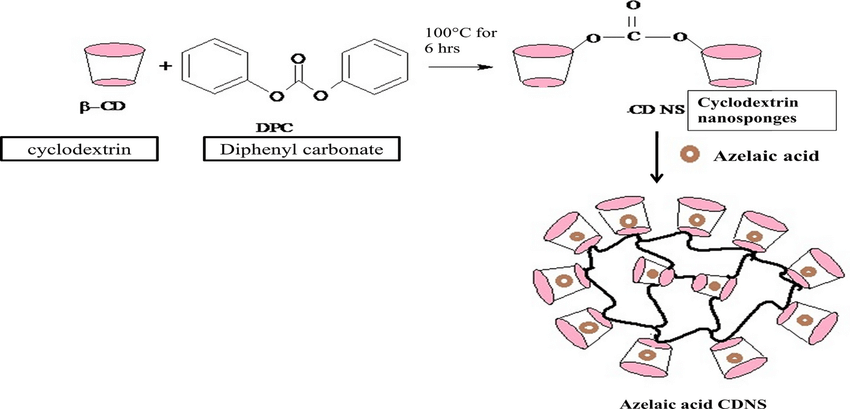 O
100°C for
6 hrs
O
C
O
+
O
O
O
β–CD
DPC
.CD NS
Cyclodextrin
nanosponges
cyclodextrin
Diphenyl carbonate
Azelaic acid
Azelaic acid CDNS